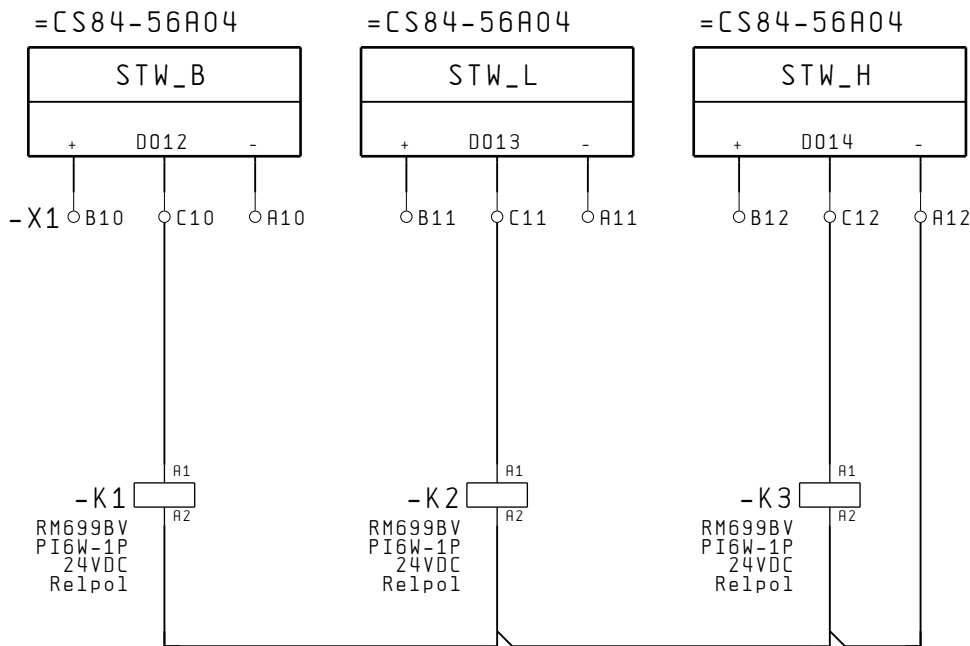 =CS84-56A04 =CS84-56A04 =CS84-56A04
STW_B STW_L STW_H
+ DO12 - + DO13 - + DO14 -
-X1 B10 C10 A10 B11 C11 A11 B12 C12 A12
A1 A1 A1
-K1 -K2 -K3
A2 A2 A2
RM699BV RM699BV RM699BV
PI6W-1P PI6W-1P PI6W-1P
24VDC 24VDC 24VDC
Relpol Relpol Relpol